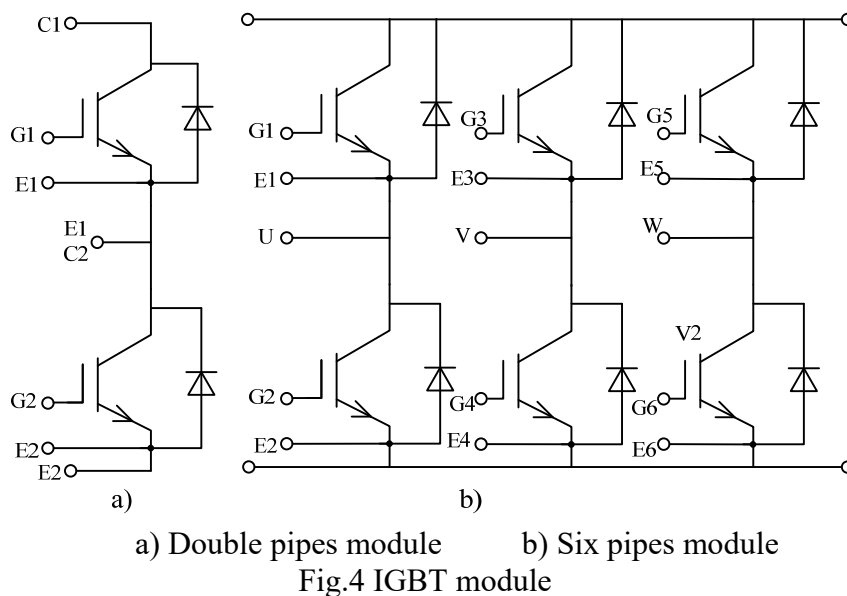 C1
G1
E1
E1
C2
G2
E2
E2
a)
G1
E1
U
G2
E2
G3
E3
V
G4
E4
G5
E5
W
V2
G6
E6
b)
a) Double pipes module b) Six pipes module
Fig.4 IGBT module